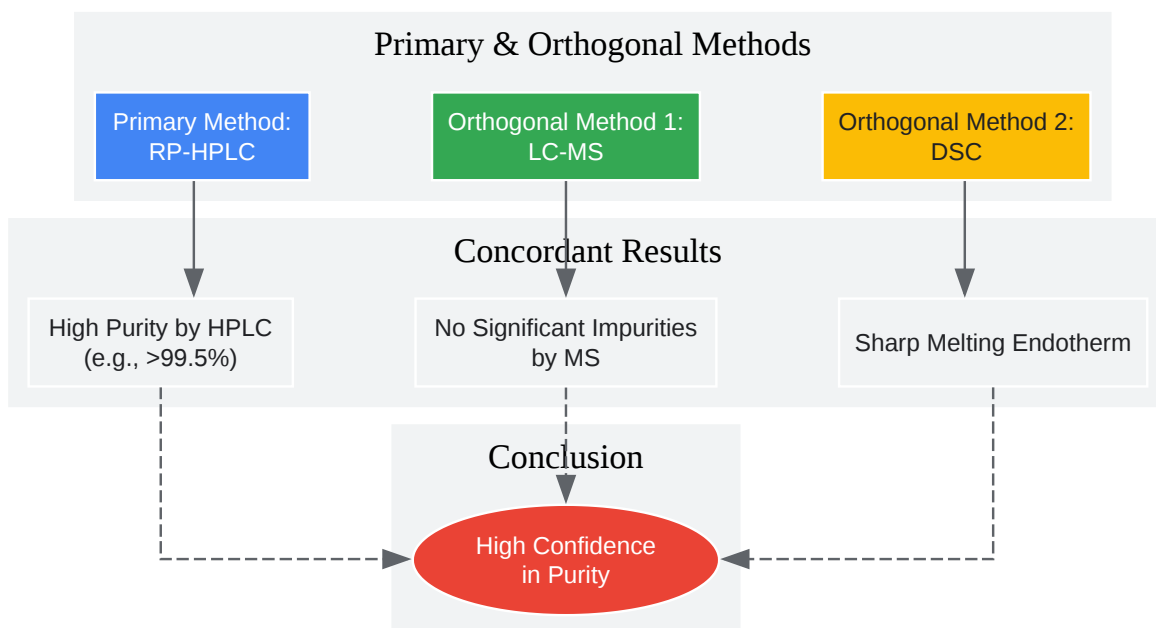 Primary & Orthogonal Methods
Primary Method:
RP-HPLC
Orthogonal Method 1:
LC-MS
Orthogonal Method 2:
DSC
Concordant Results
High Purity by HPLC
(e.g., >99.5%)
No Significant Impurities
by MS
Sharp Melting Endotherm
Conclusion
High Confidence
in Purity